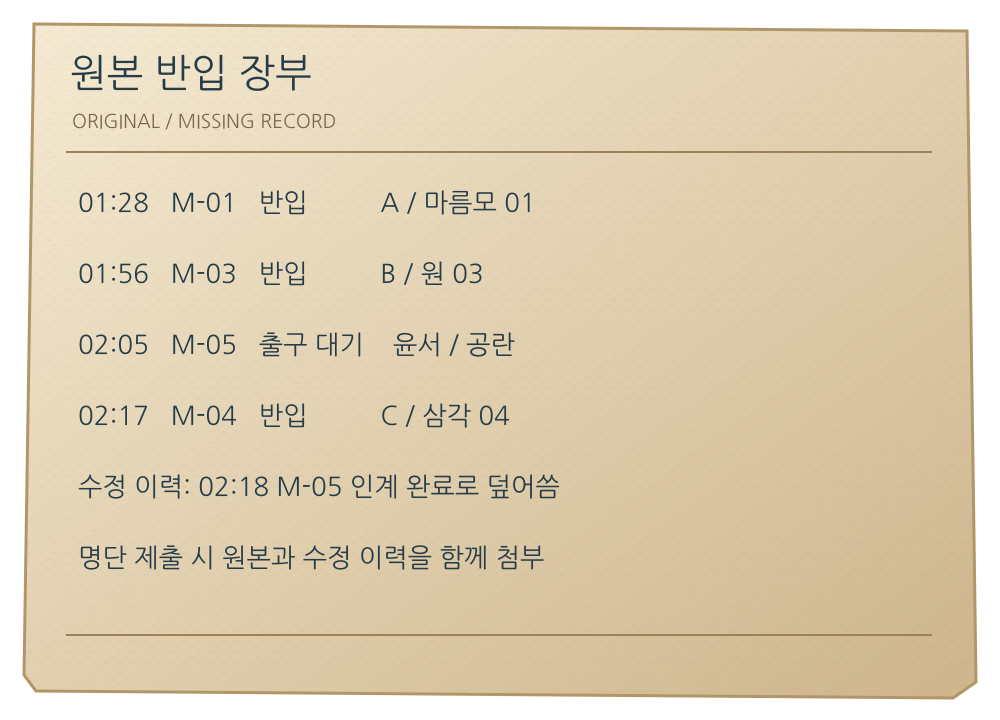 원본 반입 장부
ORIGINAL / MISSING RECORD
01:28 M-01 반입 A / 마름모 01
01:56 M-03 반입 B / 원 03
02:05 M-05 출구 대기 윤서 / 공란
02:17 M-04 반입 C / 삼각 04
수정 이력: 02:18 M-05 인계 완료로 덮어씀
명단 제출 시 원본과 수정 이력을 함께 첨부